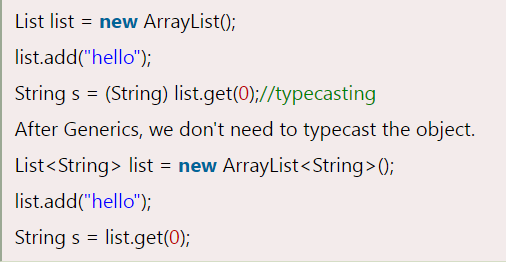 List list = new ArrayList();
list.add("hello");
String s = (String) list.get(0);//typecasting
After Generics, we don't need to typecast the object.
List<String> list = new ArrayList<String>();
list.add("hello");
String s = list.get(0);